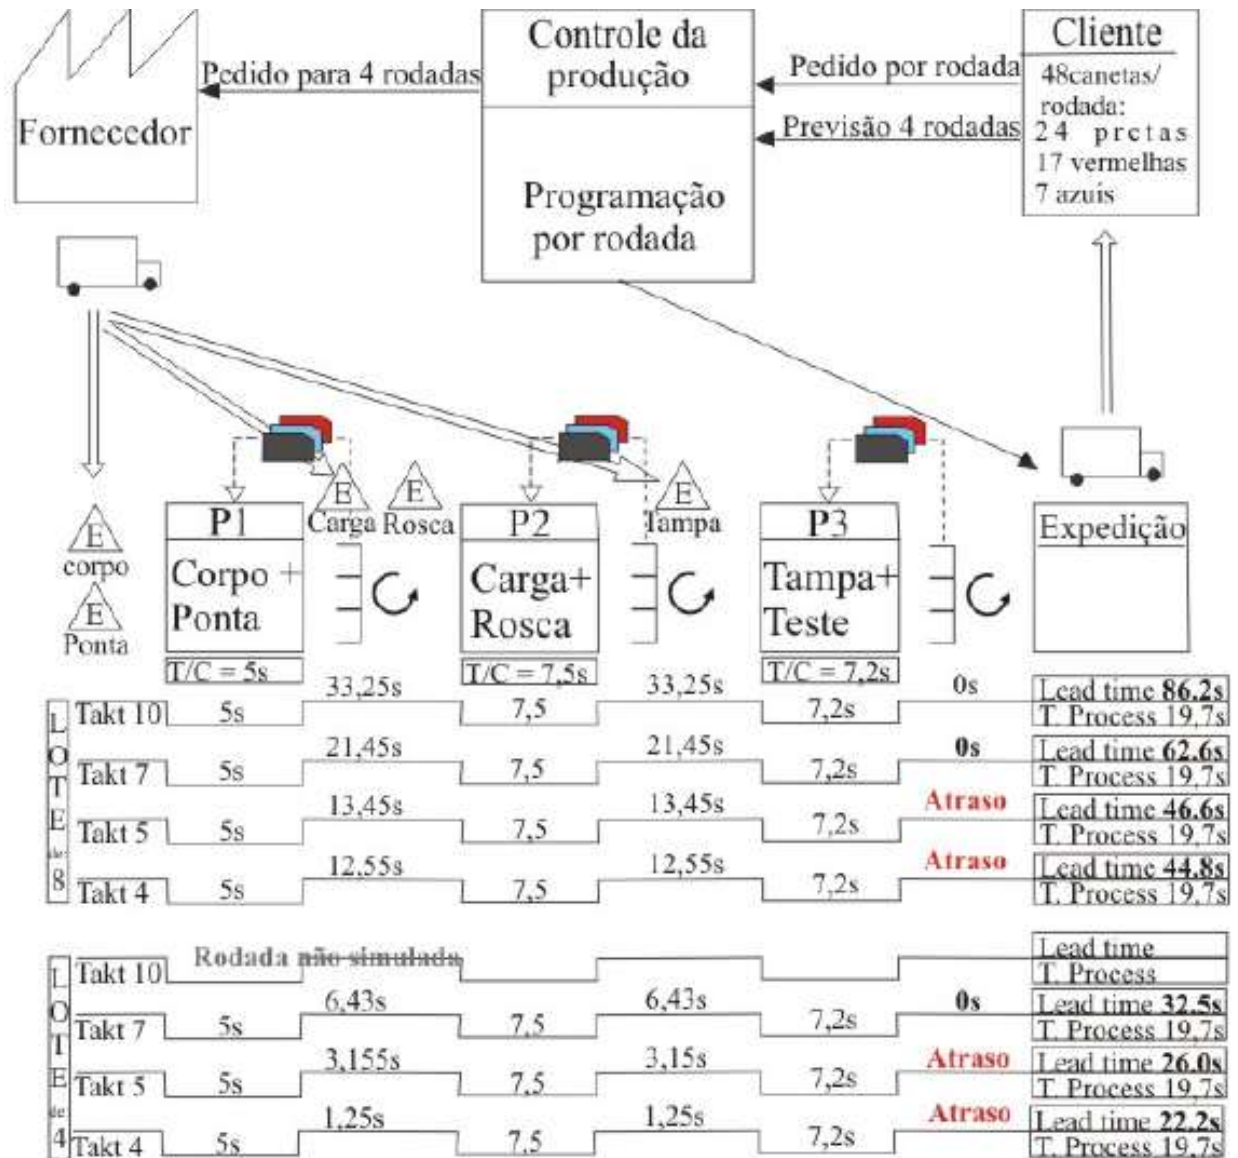 Fornecedor
Pedido para 4 rodadas
Controle da
produção
Programação
por rodada
Pedido por rodada
Previsão 4 rodadas
Cliente
48canetas/
rodada:
24 pretas
17 vermelhas
7 azuis
E
corpo
E
Ponta
P1
Corpo +
Ponta
T/C = 5s
E
Carga
E
Rosca
P2
Carga+
Rosca
T/C = 7,5s
E
Tampa
P3
Tampa+
Teste
T/C = 7,2s
Expedição
LOTE de 8
Takt 10 5s 33,25s 7,5 33,25s 7,2s 0s Lead time 86.2s
T. Process 19,7s
Takt 7 5s 21,45s 7,5 21,45s 7,2s 0s Lead time 62.6s
T. Process 19,7s
Takt 5 5s 13,45s 7,5 13,45s 7,2s Atraso Lead time 46.6s
T. Process 19,7s
Takt 4 5s 12,55s 7,5 12,55s 7,2s Atraso Lead time 44.8s
T. Process 19,7s
LOTE de 4
Takt 10 Rodada não simulada Lead time
T. Process
Takt 7 5s 6,43s 7,5 6,43s 7,2s 0s Lead time 32.5s
T. Process 19,7s
Takt 5 5s 3,155s 7,5 3,15s 7,2s Atraso Lead time 26.0s
T. Process 19,7s
Takt 4 5s 1,25s 7,5 1,25s 7,2s Atraso Lead time 22.2s
T. Process 19,7s